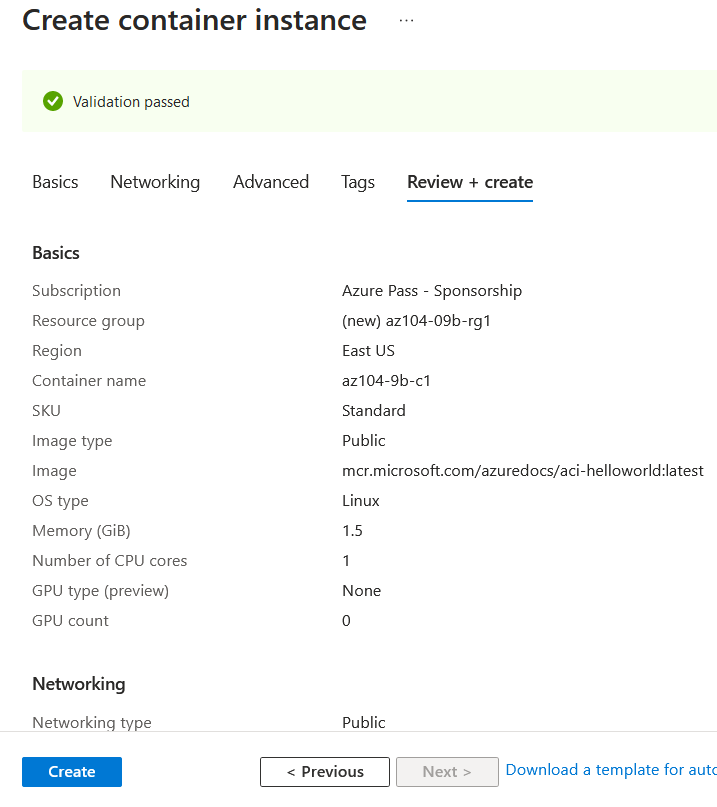 Create container instance ...
Validation passed
Basics Networking Advanced Tags Review + create
Basics
Subscription Azure Pass - Sponsorship
Resource group (new) az104-09b-rg1
Region East US
Container name az104-9b-c1
SKU Standard
Image type Public
Image mcr.microsoft.com/azuredocs/aci-helloworld:latest
OS type Linux
Memory (GiB) 1.5
Number of CPU cores 1
GPU type (preview) None
GPU count 0
Networking
Networking type Public
Create < Previous Next > Download a template for auto